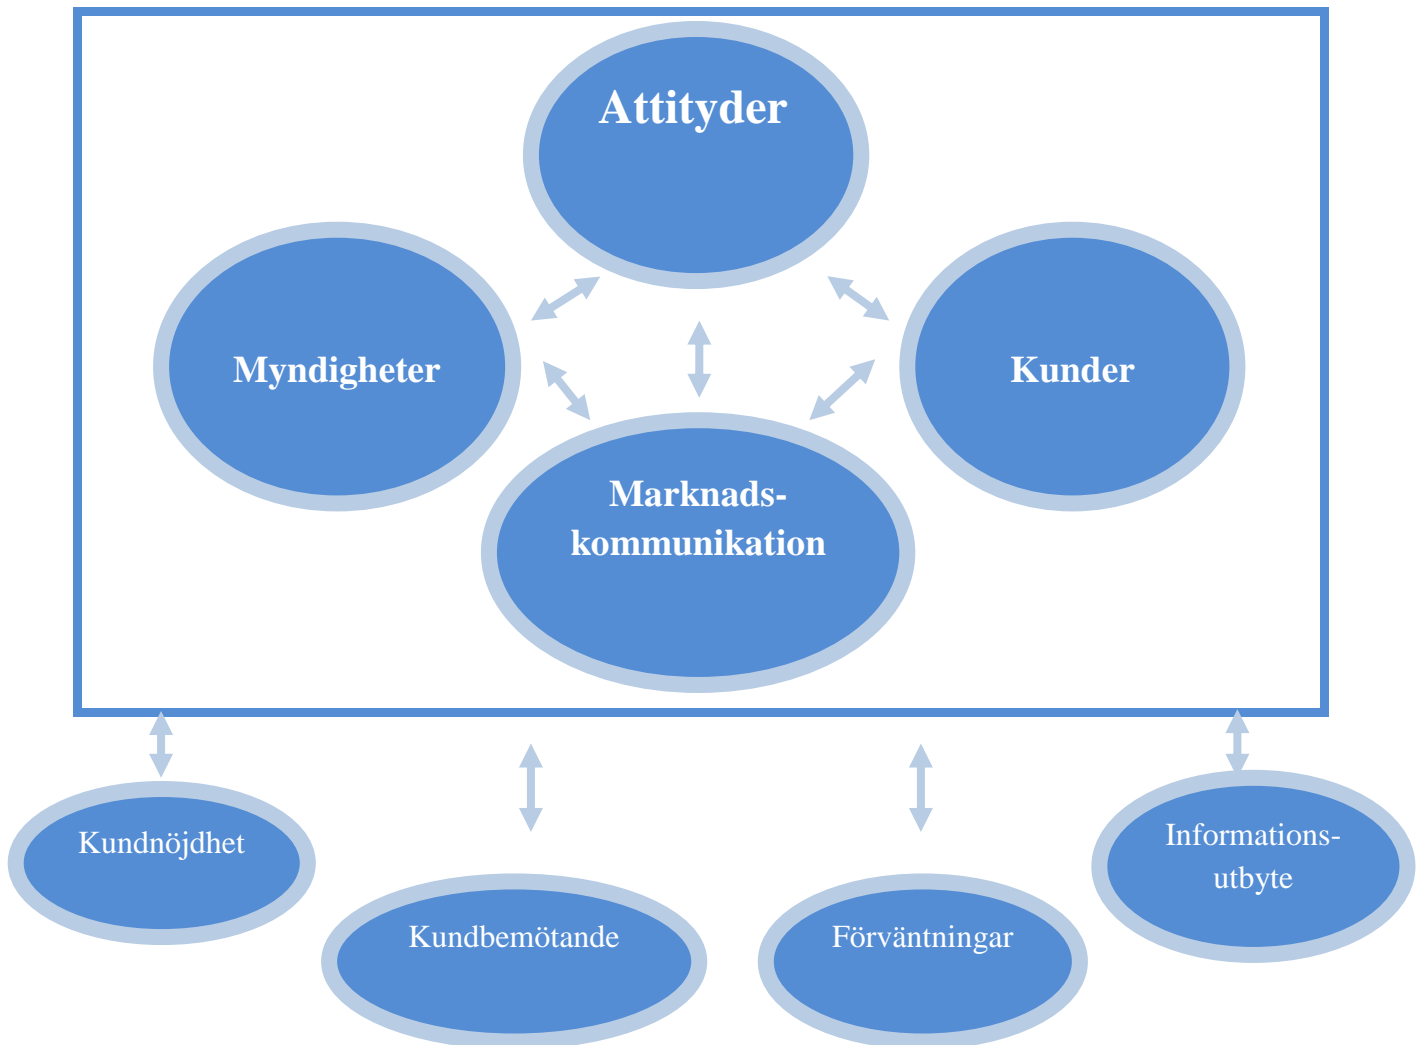 Attityder
Myndigheter
Kunder
Marknads-
kommunikation
Kundnöjdhet
Kundbemötande
Förväntningar
Informations-
utbyte